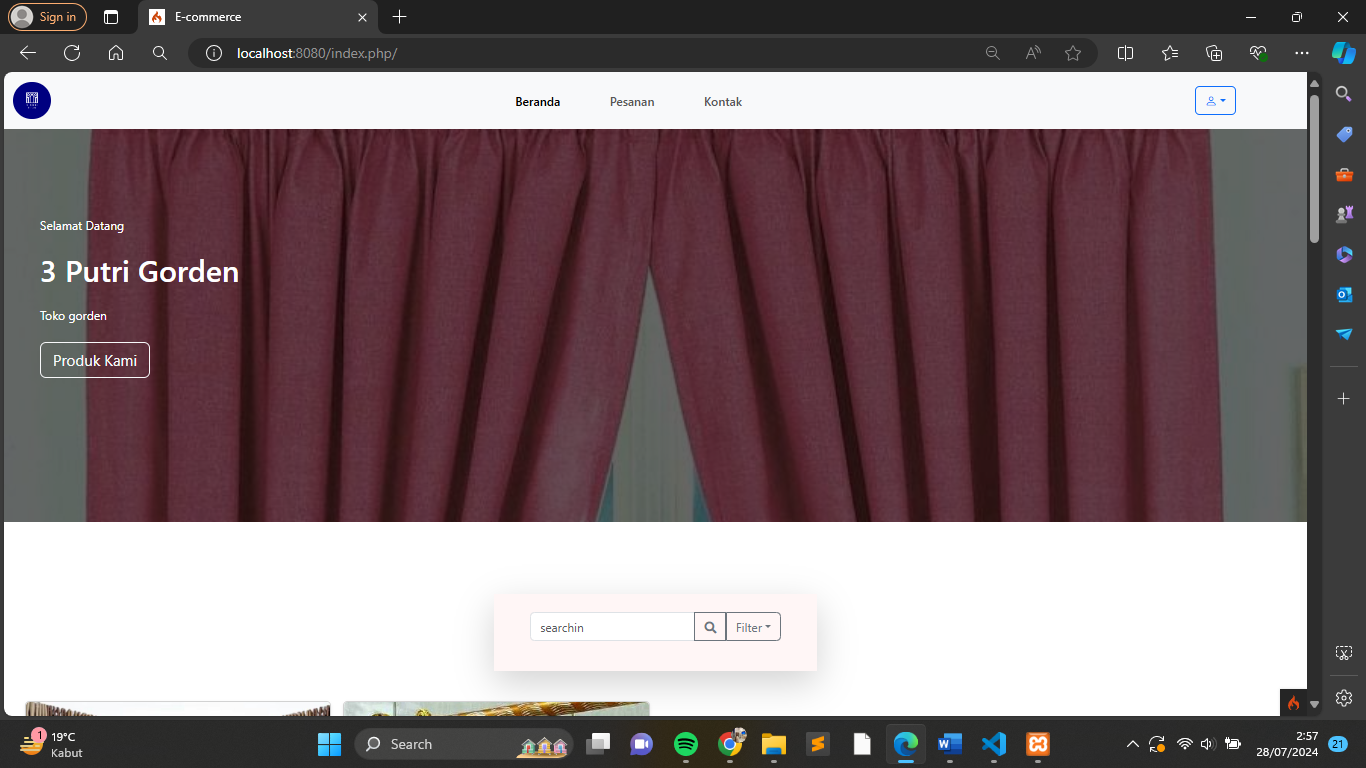 Sign in
E-commerce
localhost:8080/index.php/
Beranda Pesanan Kontak
Selamat Datang
3 Putri Gorden
Toko gorden
Produk Kami
searchin
Filter
1
19°C
Kabut
Search
2:57
28/07/2024
21